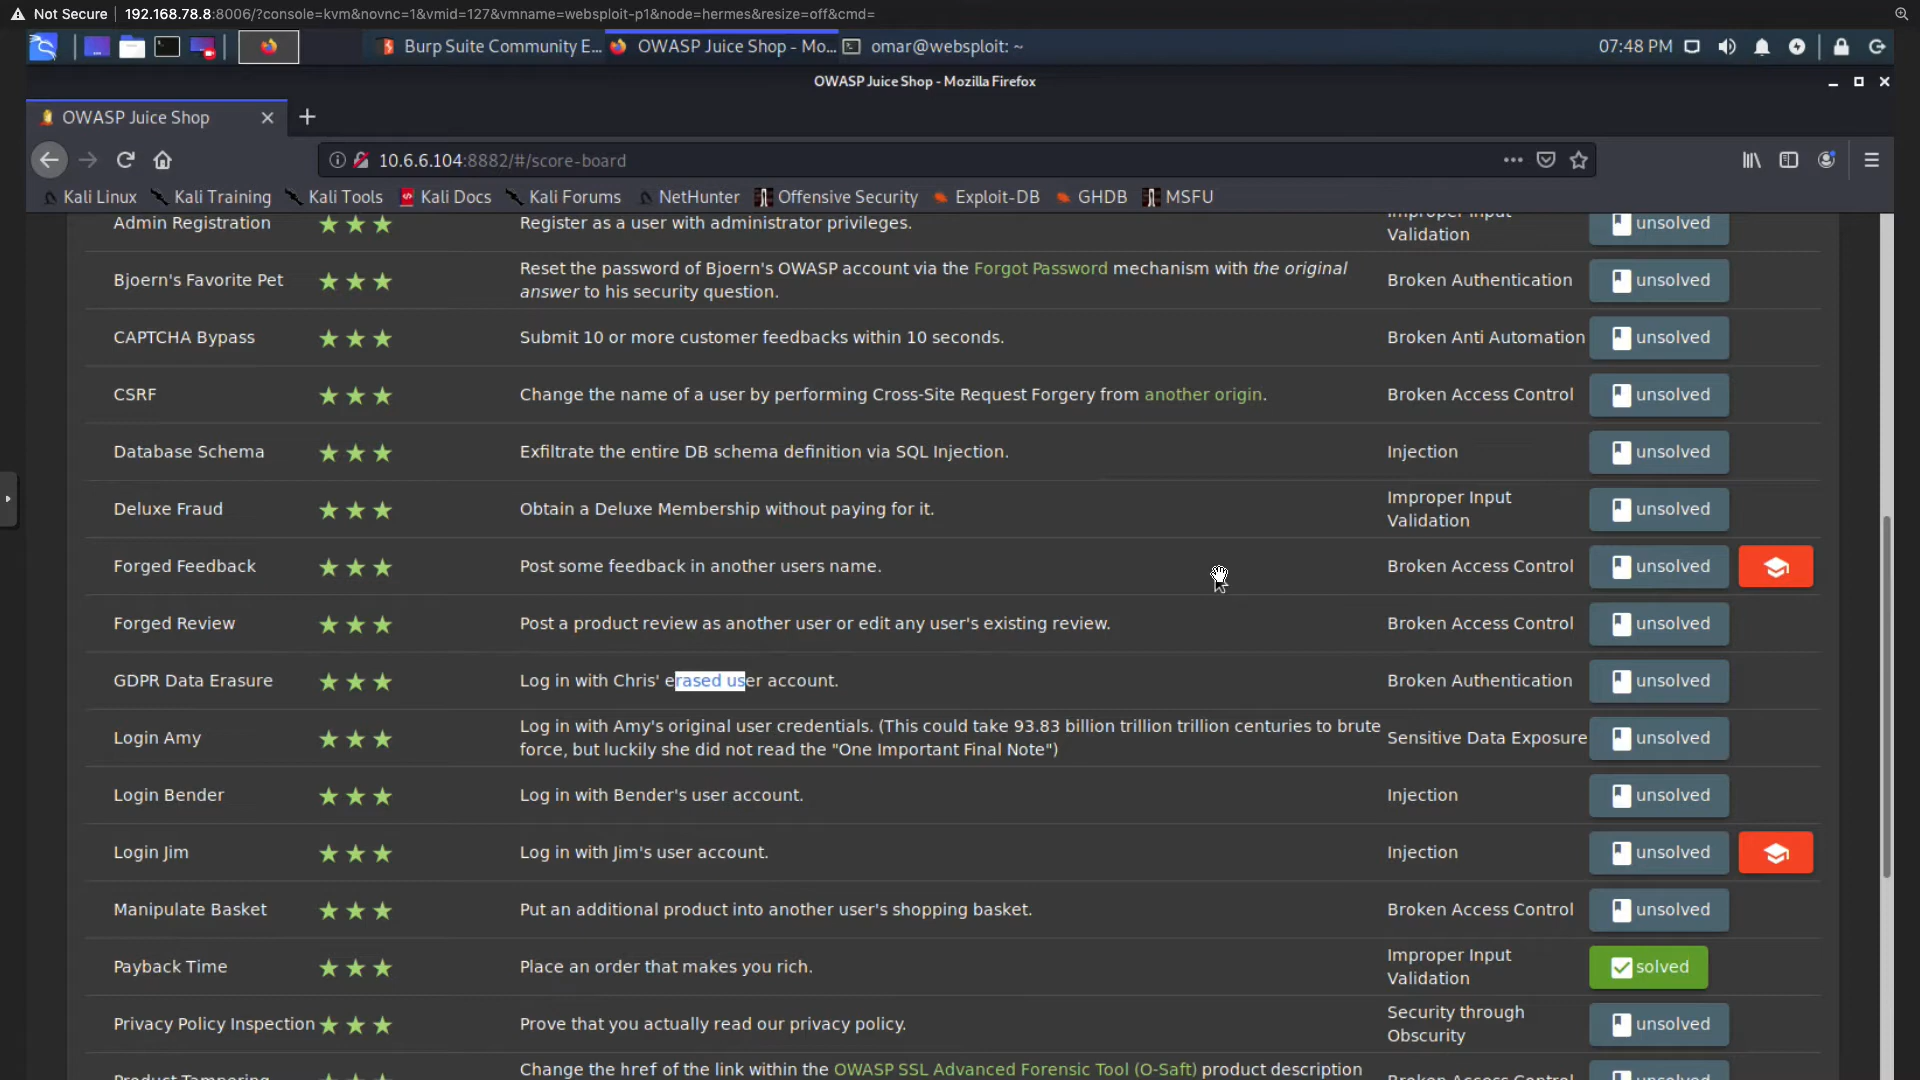 Not Secure 192.168.78.8:8006/?console=kvm&novnc=1&vmid=127&vmname=websploit-p1&node=hermes&resize=off&cmd=
Burp Suite Community E... OWASP Juice Shop - Mo... omar@websploit: ~ 07:48 PM
OWASP Juice Shop - Mozilla Firefox
OWASP Juice Shop
10.6.6.104:8882/#/score-board
Kali Linux Kali Training Kali Tools Kali Docs Kali Forums NetHunter Offensive Security Exploit-DB GHDB MSFU
Admin Registration Register as a user with administrator privileges. Improper Input
Validation unsolved
Bjoern's Favorite Pet Reset the password of Bjoern's OWASP account via the Forgot Password mechanism with the original
answer to his security question. Broken Authentication unsolved
CAPTCHA Bypass Submit 10 or more customer feedbacks within 10 seconds. Broken Anti Automation unsolved
CSRF Change the name of a user by performing Cross-Site Request Forgery from another origin. Broken Access Control unsolved
Database Schema Exfiltrate the entire DB schema definition via SQL Injection. Injection unsolved
Deluxe Fraud Obtain a Deluxe Membership without paying for it. Improper Input
Validation unsolved
Forged Feedback Post some feedback in another users name. Broken Access Control unsolved
Forged Review Post a product review as another user or edit any user's existing review. Broken Access Control unsolved
GDPR Data Erasure Log in with Chris' erased user account. Broken Authentication unsolved
Login Amy Log in with Amy's original user credentials. (This could take 93.83 billion trillion trillion centuries to brute
force, but luckily she did not read the "One Important Final Note") Sensitive Data Exposure unsolved
Login Bender Log in with Bender's user account. Injection unsolved
Login Jim Log in with Jim's user account. Injection unsolved
Manipulate Basket Put an additional product into another user's shopping basket. Broken Access Control unsolved
Payback Time Place an order that makes you rich. Improper Input
Validation solved
Privacy Policy Inspection Prove that you actually read our privacy policy. Security through
Obscurity unsolved
Product Tampering Change the href of the link within the OWASP SSL Advanced Forensic Tool (O-Saft) product description Broken Access Control unsolved